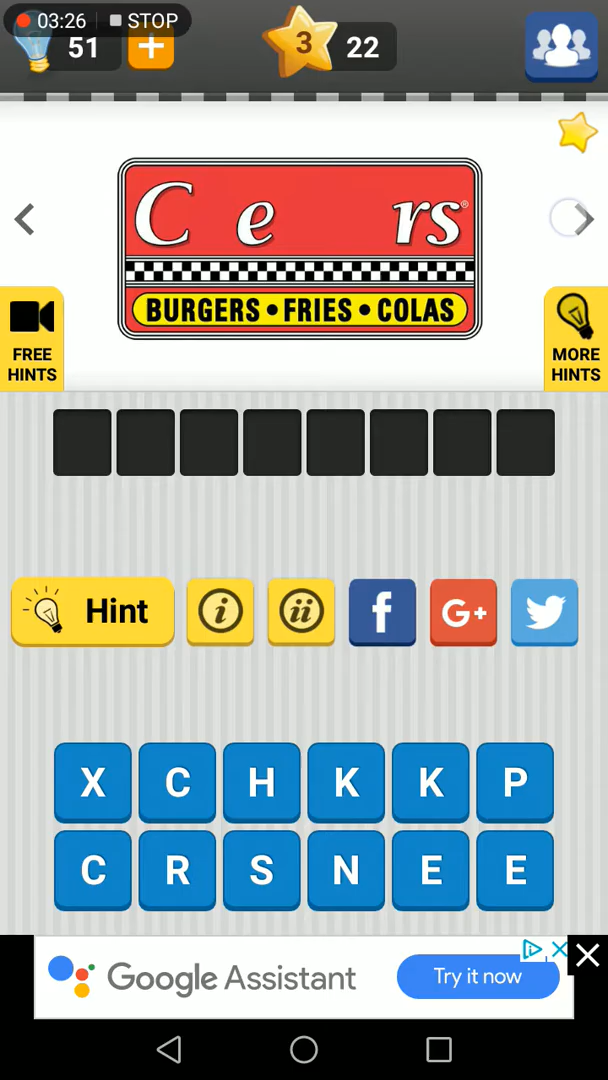 03:26 STOP
51 + 3 22
C e rs®
BURGERS • FRIES • COLAS
FREE
HINTS
MORE
HINTS
Hint i ii f G+
X C H K K P
C R S N E E
Google Assistant Try it now